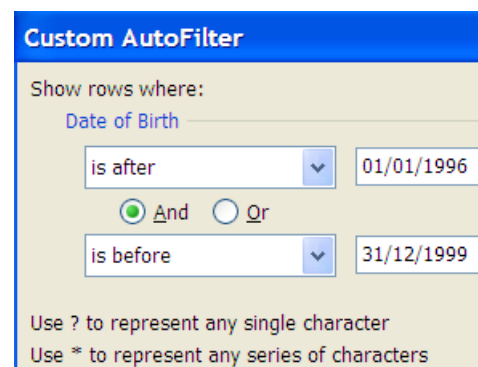 Custom AutoFilter
Show rows where:
Date of Birth
is after 01/01/1996
And Or
is before 31/12/1999
Use ? to represent any single character
Use * to represent any series of characters